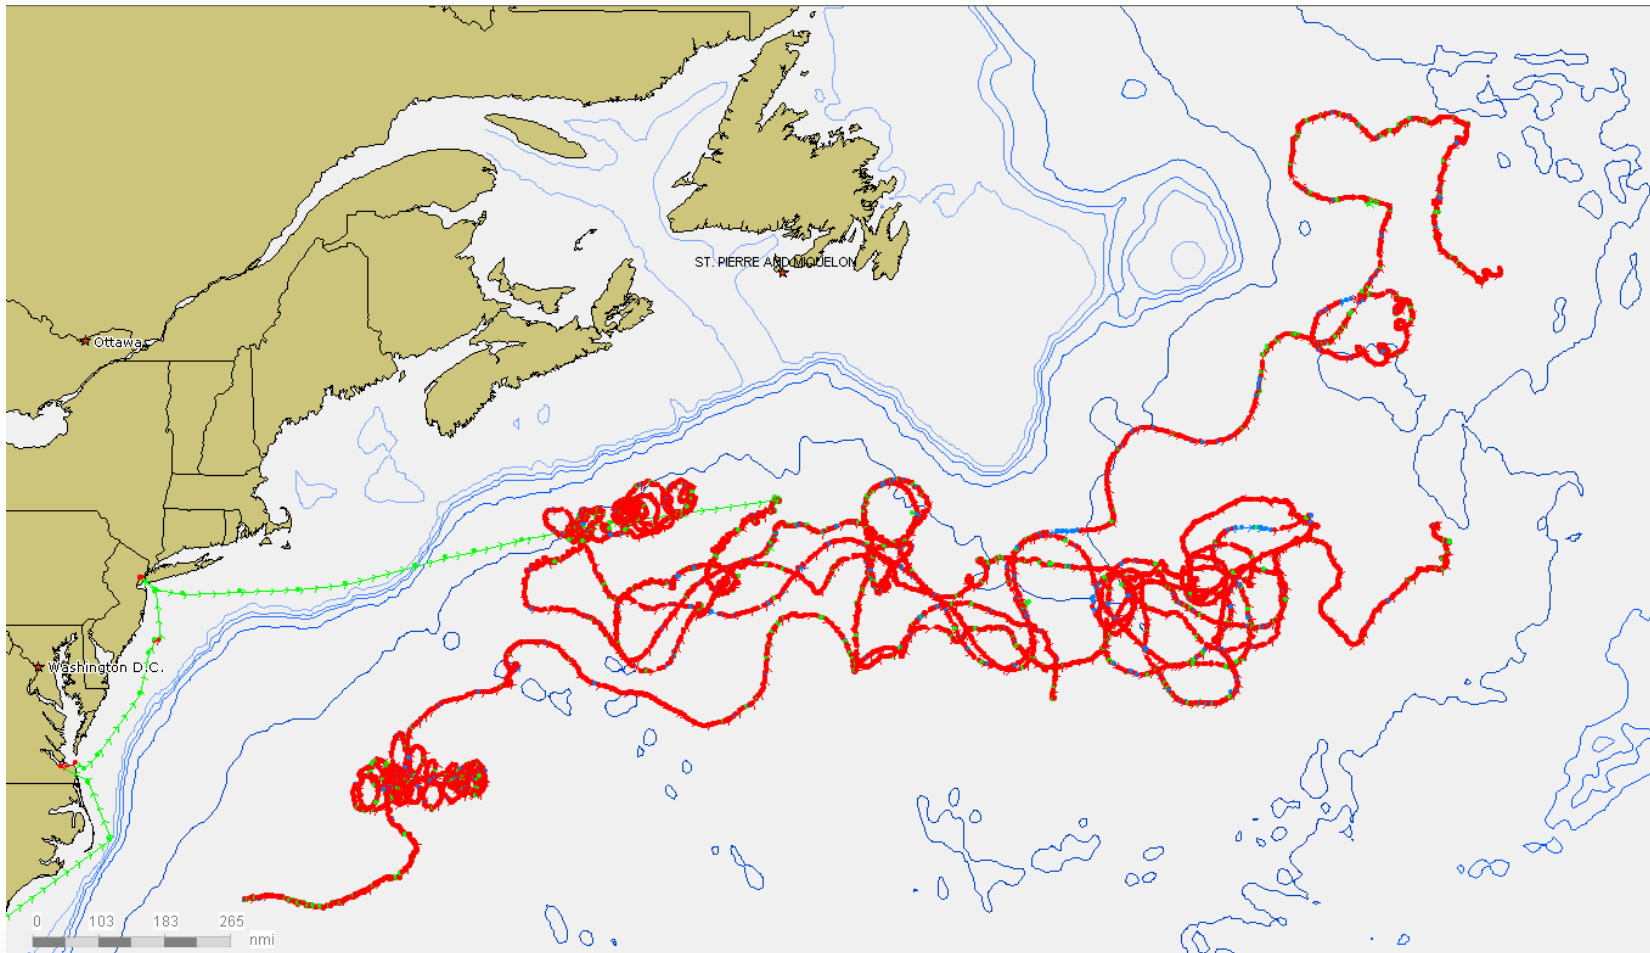 ST. PIERRE AND MIQUELON
Ottawa
Washington D.C.
0 103 183 265
nmi